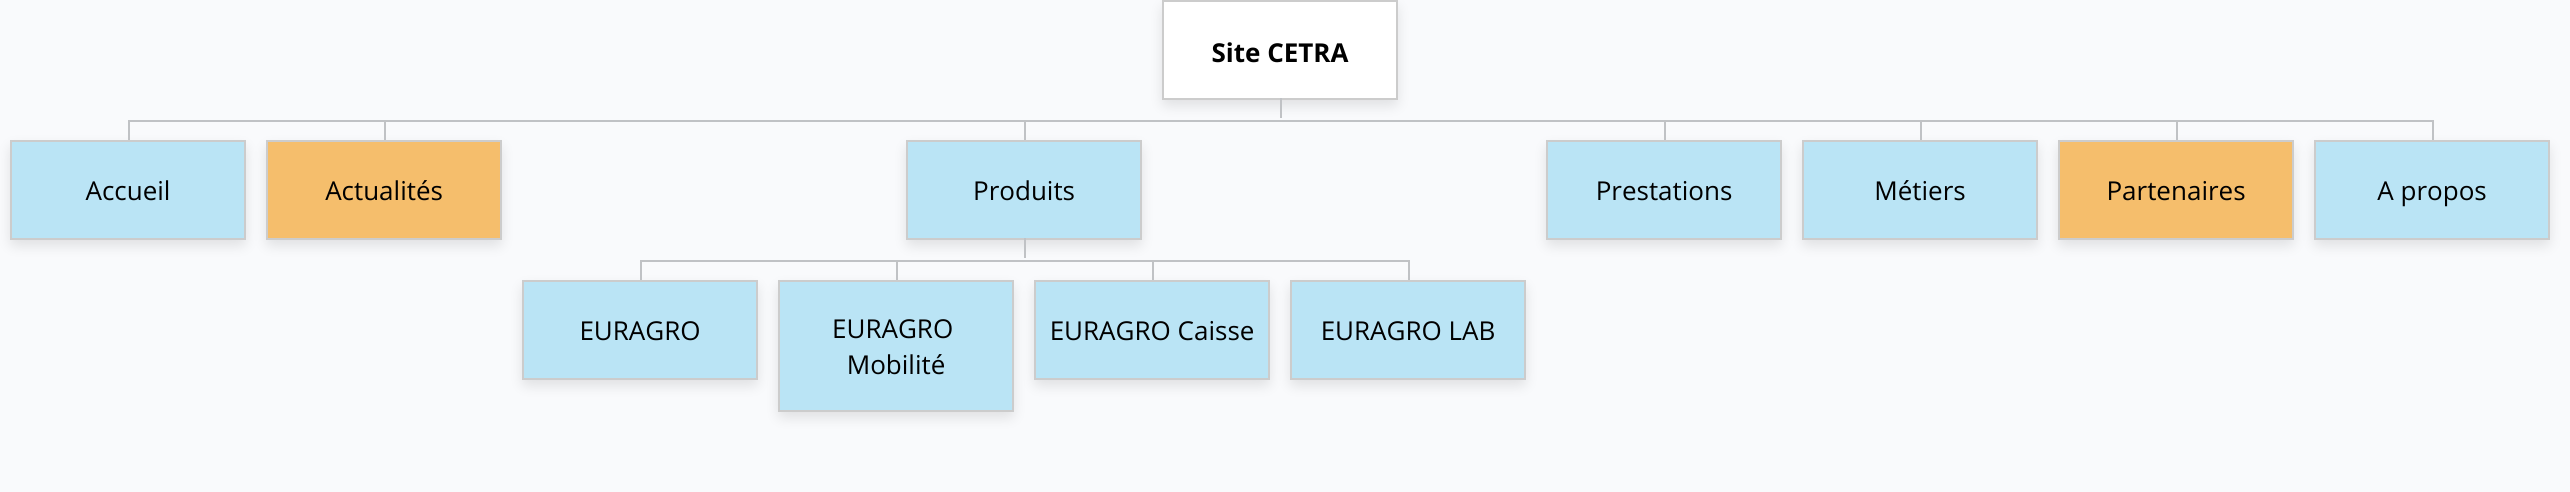 Site CETRA
Accueil
Actualités
Produits
Prestations
Métiers
Partenaires
A propos
EURAGRO
EURAGRO
Mobilité
EURAGRO Caisse
EURAGRO LAB